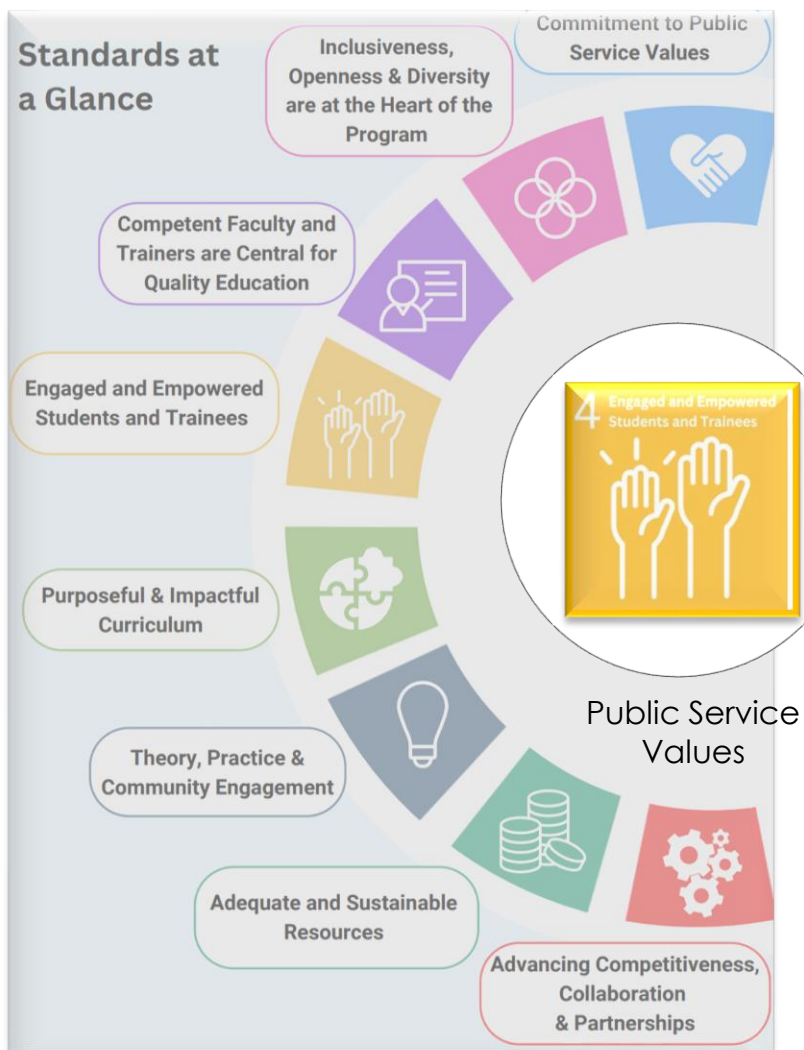 Standards at
a Glance
Inclusiveness,
Openness & Diversity
are at the Heart of the
Program
Commitment to Public
Service Values
Competent Faculty and
Trainers are Central for
Quality Education
Engaged and Empowered
Students and Trainees
4 Engaged and Empowered
Students and Trainees
Purposeful & Impactful
Curriculum
Public Service
Values
Theory, Practice &
Community Engagement
Adequate and Sustainable
Resources
Advancing Competitiveness,
Collaboration
& Partnerships